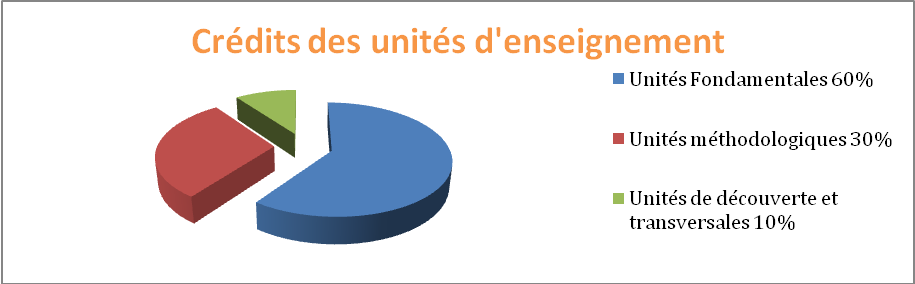 Crédits des unités d'enseignement
Unités Fondamentales 60%
Unités méthodologiques 30%
Unités de découverte et
transversales 10%